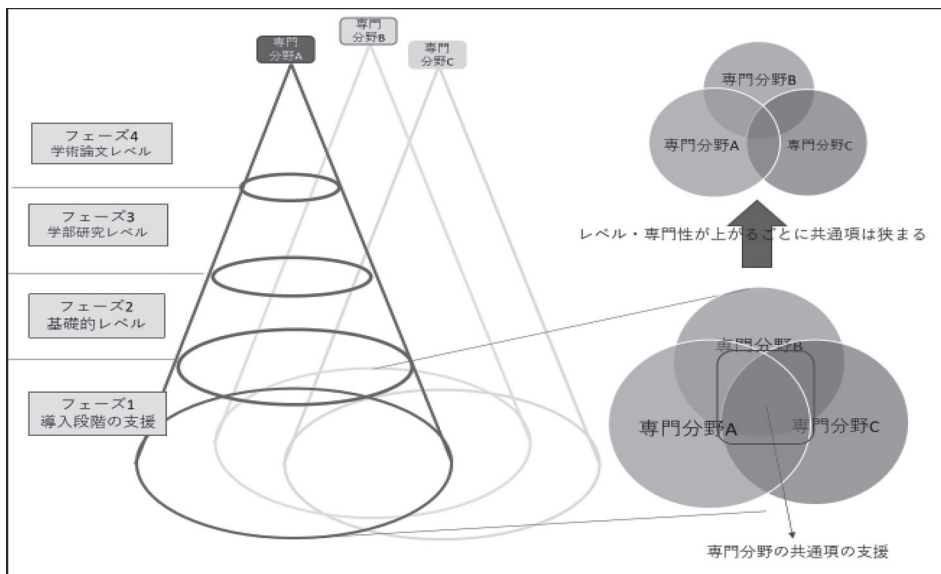 専門
分野A
専門
分野B
専門
分野C
フェーズ4
学術論文レベル
フェーズ3
学部研究レベル
フェーズ2
基礎的レベル
フェーズ1
導入段階の支援
専門分野B
専門分野A
専門分野C
レベル・専門性が上がるごとに共通項は狭まる
専門分野B
専門分野A
専門分野C
専門分野の共通項の支援